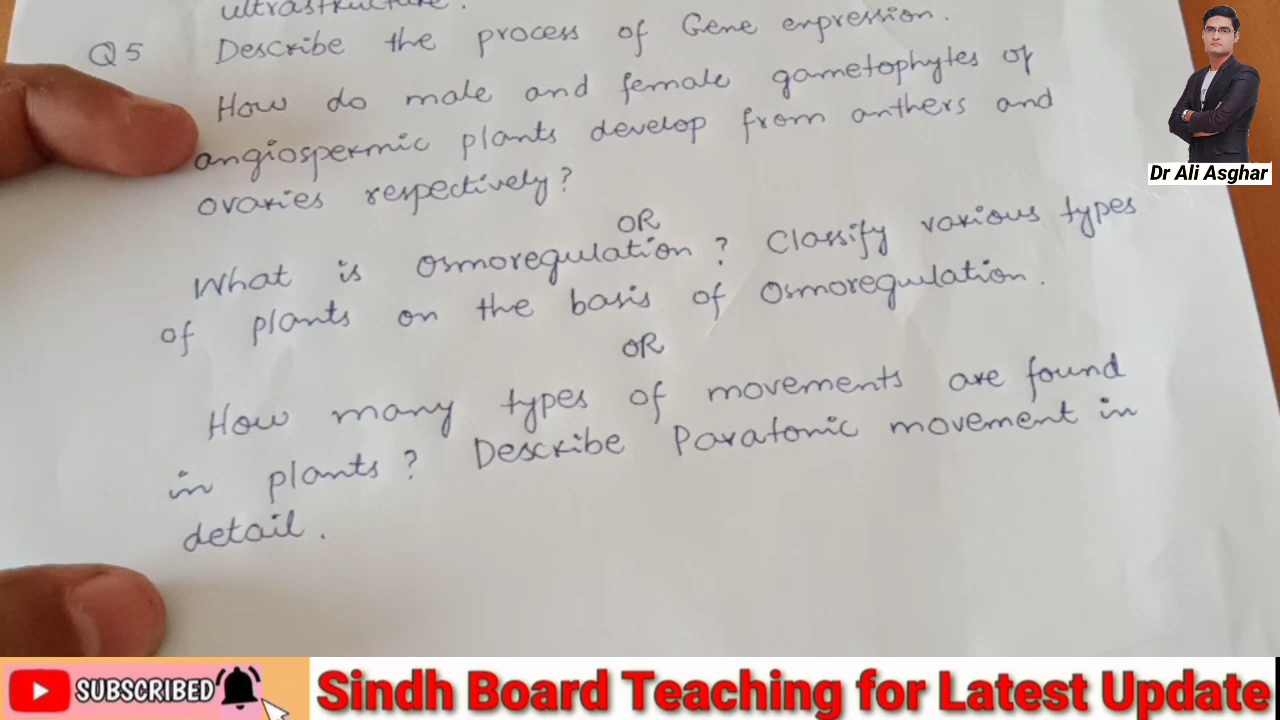 ultrastructure.
Q5 Describe the process of Gene expression.
How do male and female gametophytes of
angiospermic plants develop from anthers and
ovaries respectively?
OR
What is Osmoregulation? Classify various types
of plants on the basis of Osmoregulation.
OR
How many types of movements are found
in plants? Describe Paratonic movement in
detail.
Dr Ali Asghar
SUBSCRIBED
Sindh Board Teaching for Latest Update